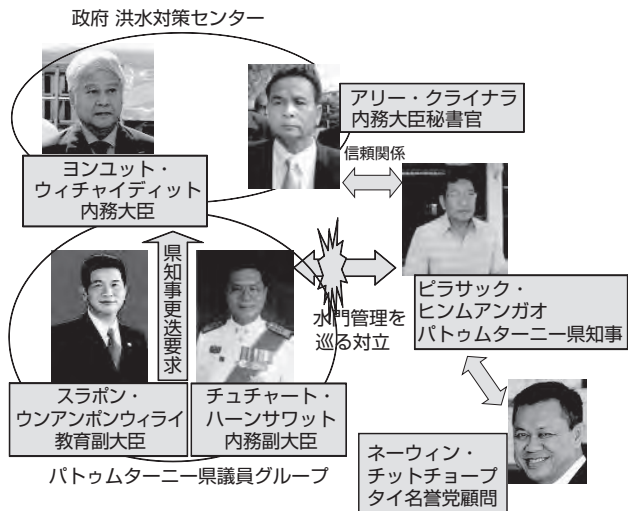 政府 洪水対策センター
アリー・クライナラ
内務大臣秘書官
ヨンユット・
ウィチャイディット
内務大臣
信頼関係
県知事更迭要求
水門管理を
巡る対立
ピラサック・
ヒンムアンガオ
パトゥムターニー県知事
スラポン・
ウンアンポンウィライ
教育副大臣
チュチャート・
ハーンサワット
内務副大臣
パトゥムターニー県議員グループ
ネーウィン・
チットチョープ
タイ名誉党顧問